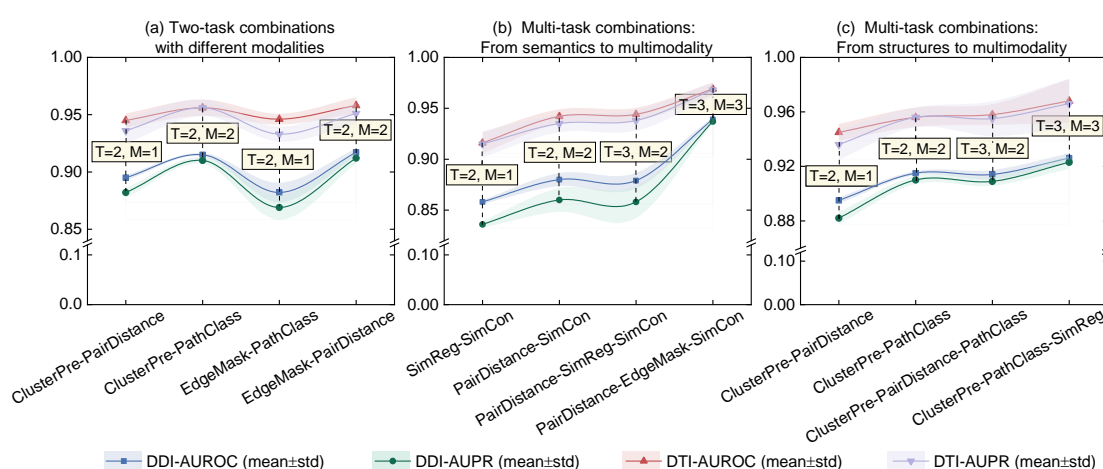 (a) Two-task combinations
with different modalities
1.00
0.95
0.90
0.85
0.1
0.0
T=2, M=1
T=2, M=2
T=2, M=1
T=2, M=2
ClusterPre-PairDistance
ClusterPre-PathClass
EdgeMask-PathClass
EdgeMask-PairDistance
(b) Multi-task combinations:
From semantics to multimodality
1.00
0.95
0.90
0.85
0.10
0.00
T=2, M=1
T=2, M=2
T=3, M=2
T=3, M=3
SimReg-SimCon
PairDistance-SimCon
PairDistance-SimReg-SimCon
PairDistance-EdgeMask-SimCon
(c) Multi-task combinations:
From structures to multimodality
1.00
0.96
0.92
0.88
0.10
0.00
T=2, M=1
T=2, M=2
T=3, M=2
T=3, M=3
ClusterPre-PairDistance
ClusterPre-PathClass
ClusterPre-PairDistance-PathClass
ClusterPre-PathClass-SimReg
DDI-AUROC (mean±std)
DDI-AUPR (mean±std)
DTI-AUROC (mean±std)
DTI-AUPR (mean±std)